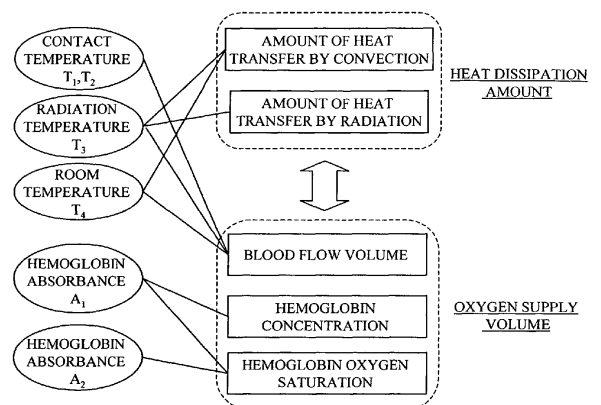 CONTACT
TEMPERATURE
T1,T2
RADIATION
TEMPERATURE
T3
ROOM
TEMPERATURE
T4
HEMOGLOBIN
ABSORBANCE
A1
HEMOGLOBIN
ABSORBANCE
A2
AMOUNT OF HEAT
TRANSFER BY CONVECTION
AMOUNT OF HEAT
TRANSFER BY RADIATION
HEAT DISSIPATION
AMOUNT
BLOOD FLOW VOLUME
HEMOGLOBIN
CONCENTRATION
HEMOGLOBIN OXYGEN
SATURATION
OXYGEN SUPPLY
VOLUME